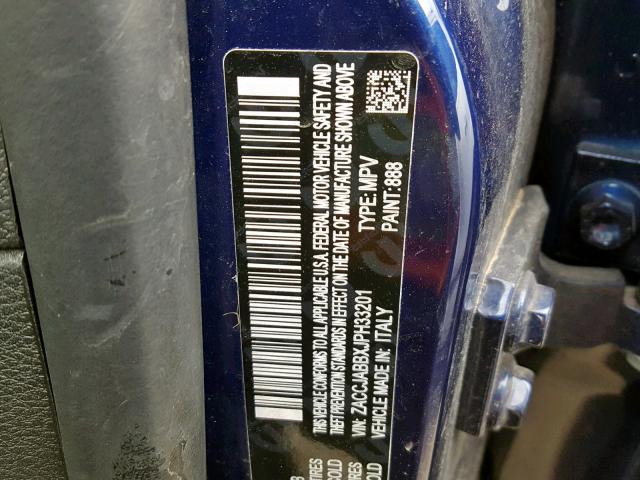 THIS VEHICLE CONFORMS TO ALL APPLICABLE U.S.A. FEDERAL MOTOR VEHICLE SAFETY AND
THEFT PREVENTION STANDARDS IN EFFECT ON THE DATE OF MANUFACTURE SHOWN ABOVE
VIN: ZACCJABBXJPH33201 TYPE: MPV
VEHICLE MADE IN: ITALY PAINT: 888